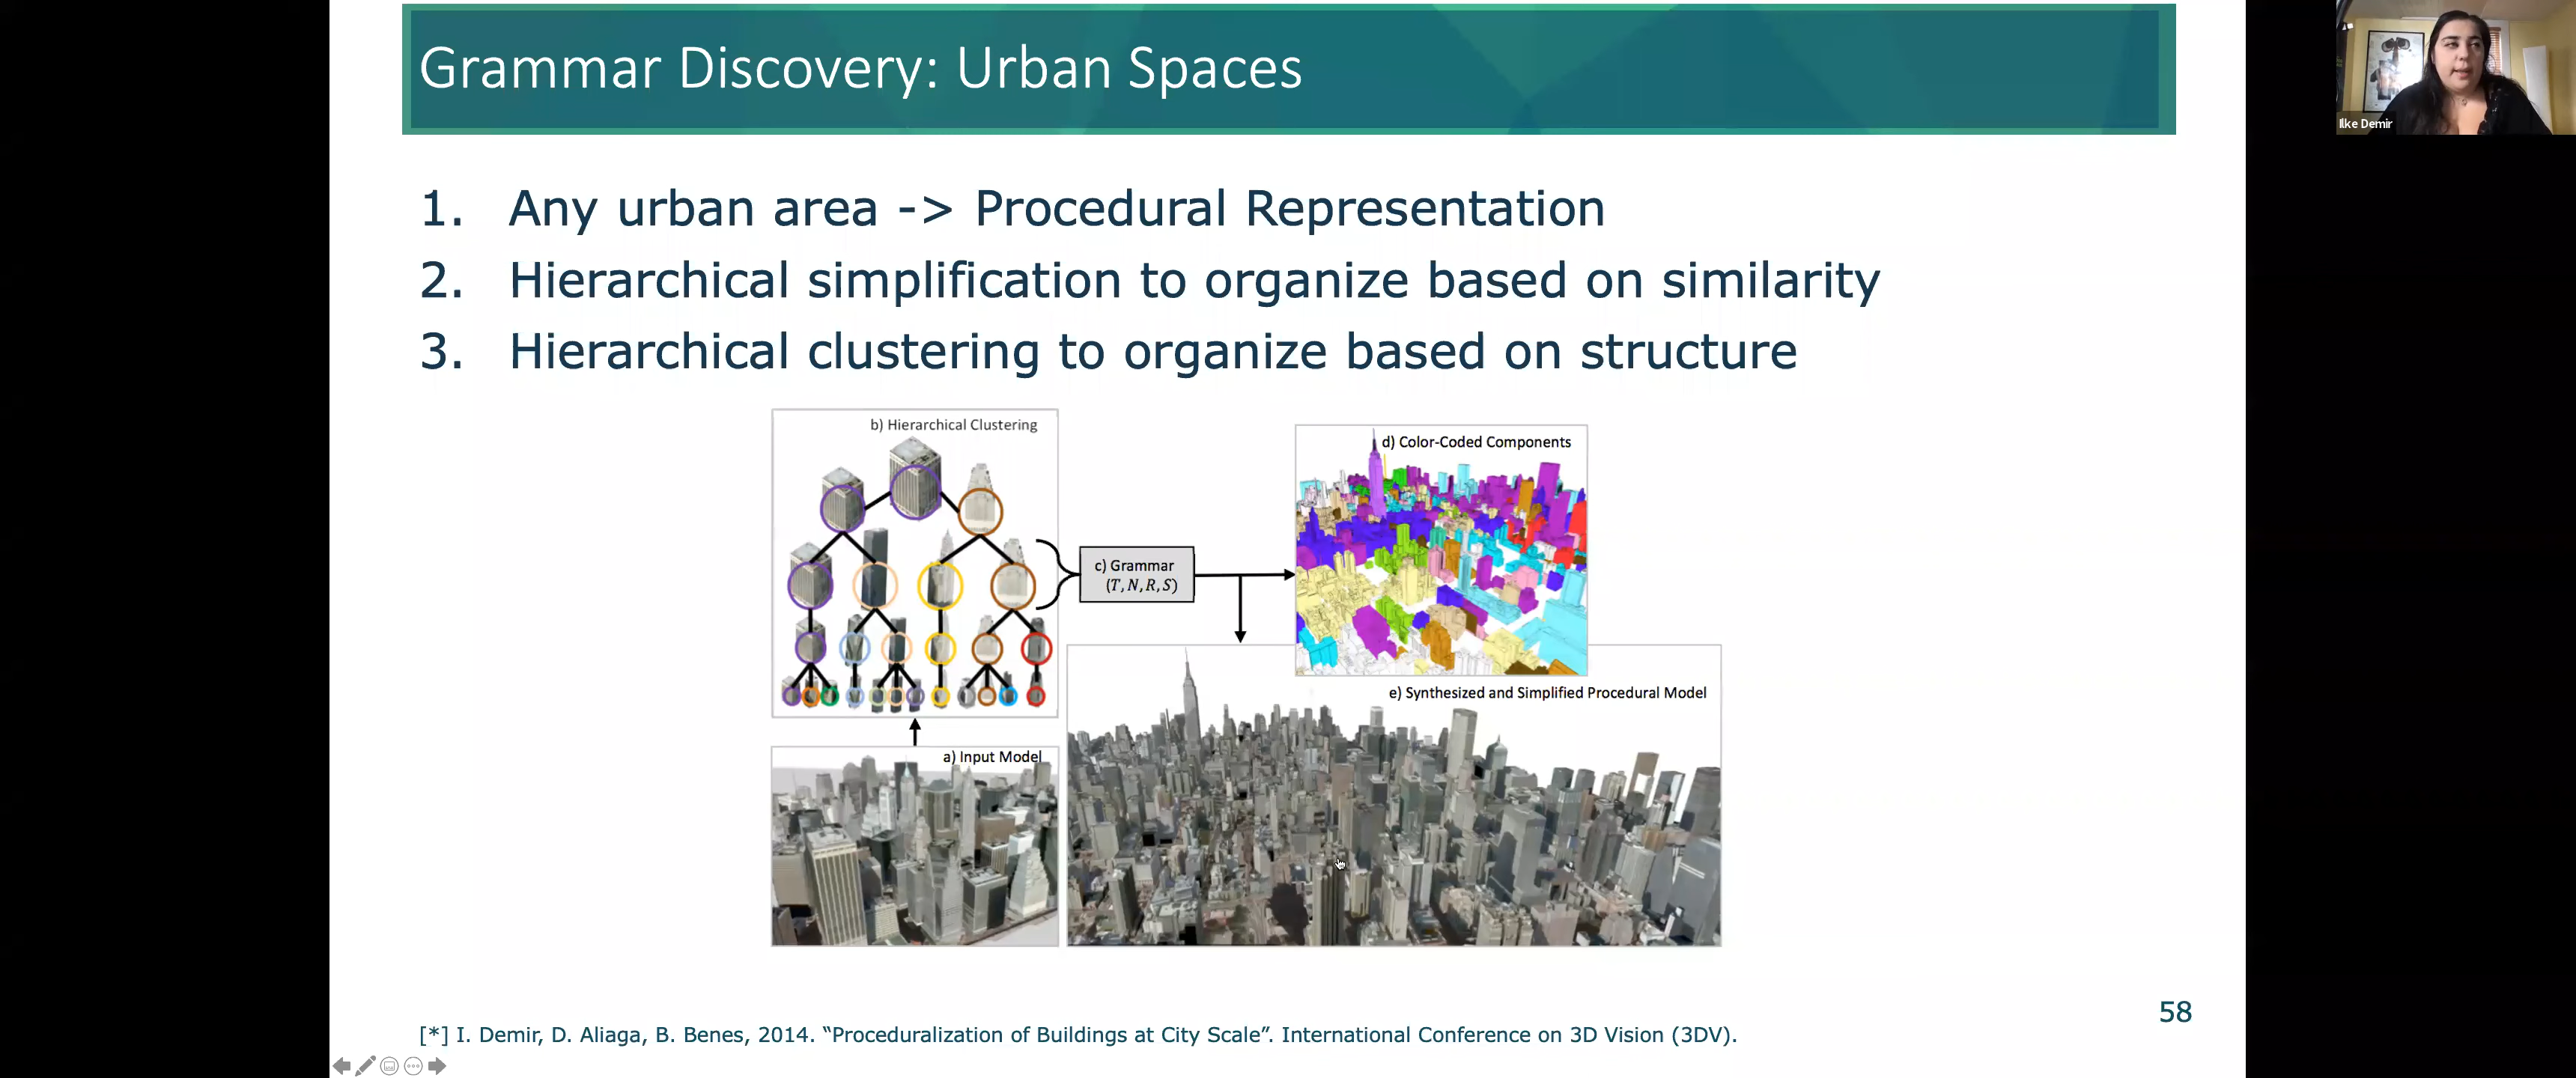 Grammar Discovery: Urban Spaces
Ilke Demir
1. Any urban area -> Procedural Representation
2. Hierarchical simplification to organize based on similarity
3. Hierarchical clustering to organize based on structure
b) Hierarchical Clustering
d) Color-Coded Components
c) Grammar
(T, N, R, S)
e) Synthesized and Simplified Procedural Model
a) Input Model
58
[*] I. Demir, D. Aliaga, B. Benes, 2014. “Proceduralization of Buildings at City Scale”. International Conference on 3D Vision (3DV).